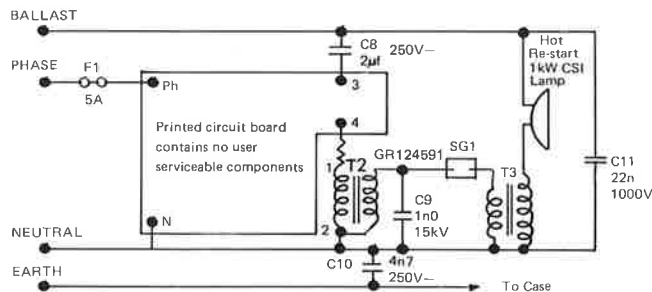 BALLAST
C8
2µf
250V–
Hot
Re-start
1kW CSI
Lamp
PHASE
F1
5A
Ph
3
Printed circuit board
contains no user
serviceable components
4
1
T2
GR124591
SG1
T3
C11
22n
1000V
C9
1n0
15kV
N
2
NEUTRAL
C10
4n7
250V–
EARTH
To Case